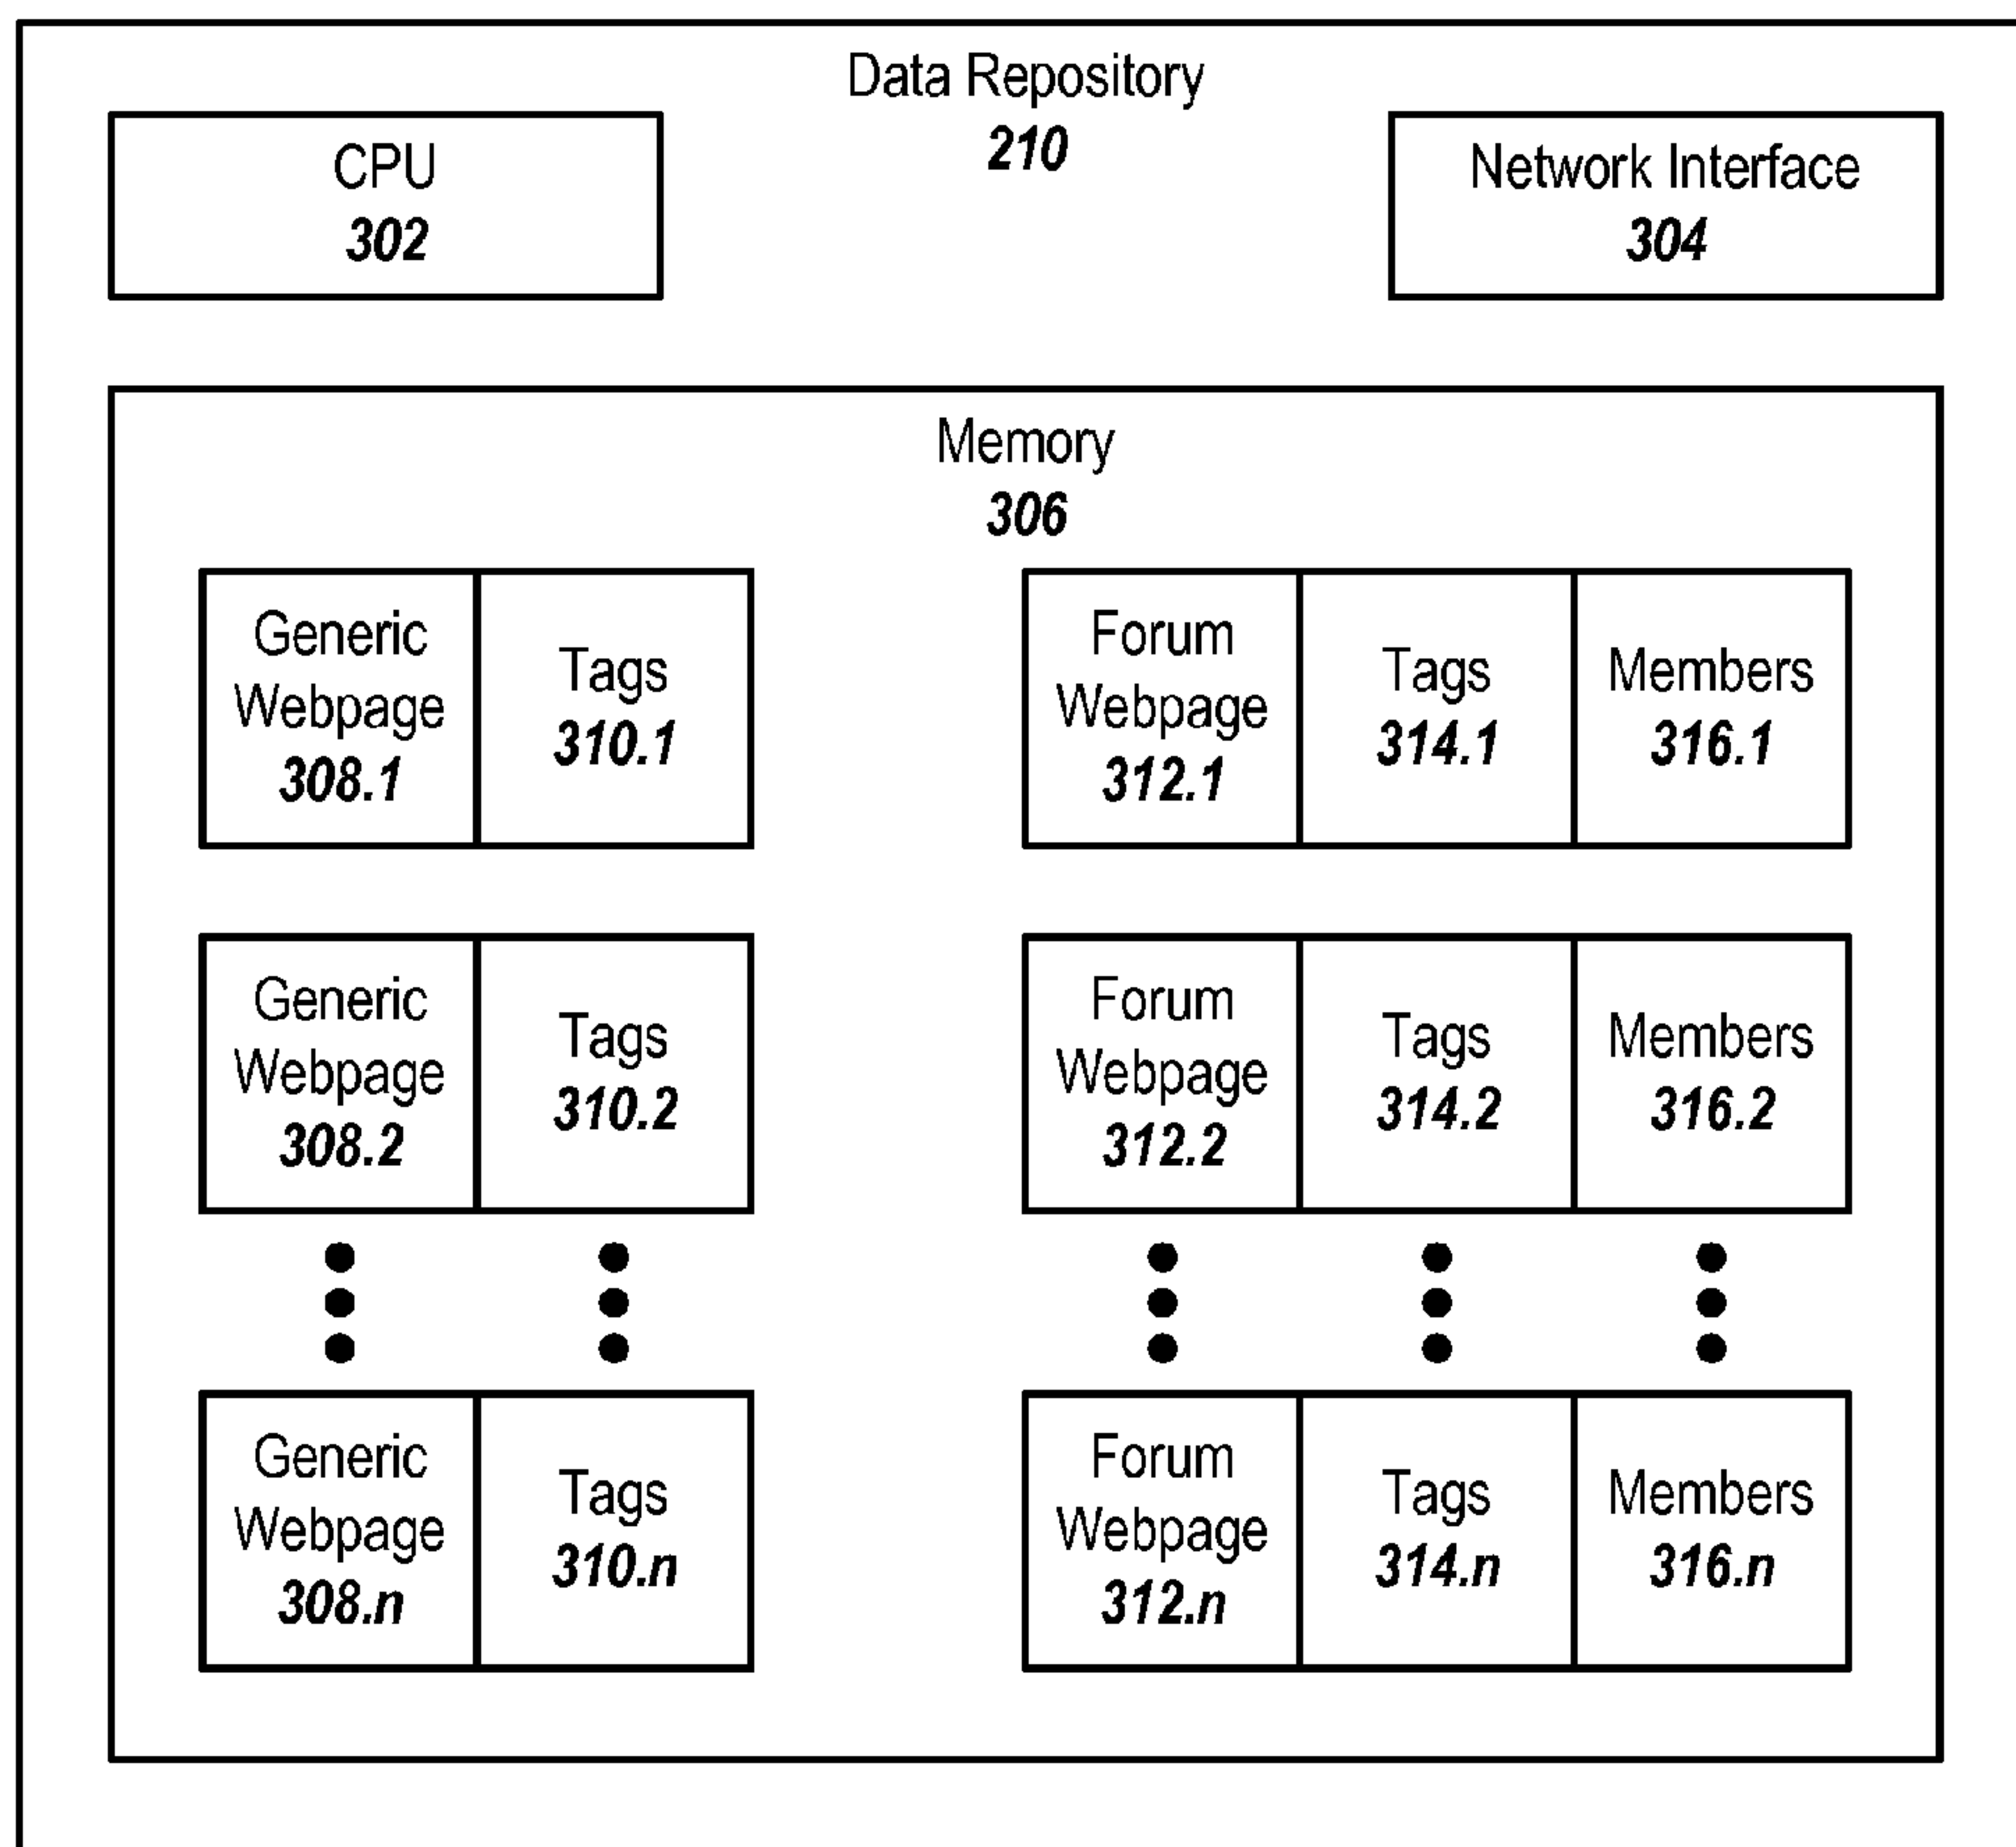 Data Repository
210
CPU
302
Network Interface
304
Memory
306
Generic
Webpage
308.1
Tags
310.1
Forum
Webpage
312.1
Tags
314.1
Members
316.1
Generic
Webpage
308.2
Tags
310.2
Forum
Webpage
312.2
Tags
314.2
Members
316.2
Generic
Webpage
308.n
Tags
310.n
Forum
Webpage
312.n
Tags
314.n
Members
316.n